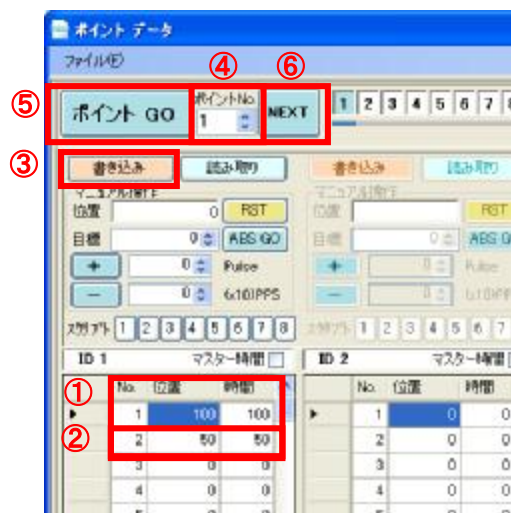 ポイント データ
ファイル(F)
④ ⑥
⑤ ポイント GO ポイントNo. 1 NEXT 1 2 3 4 5 6 7 8
③ 書き込み 読み取り 書き込み 読み取り
マニュアル操作 マニュアル操作
位置 0 RST 位置 RST
目標 0 ABS GO 目標 0 ABS G
+ 0 Pulse + 0 Pulse
- 0 6x10PPS - 0
スクリプト 1 2 3 4 5 6 7 8 1 2 3 4 5 6 7
ID 1 マスター時間 ID 2 マスター時間
① No. 位置 時間 No. 位置 時間
1 100 100 1 0 0
② 2 50 50 2 0 0
3 0 0 3 0 0
4 0 0 4 0 0